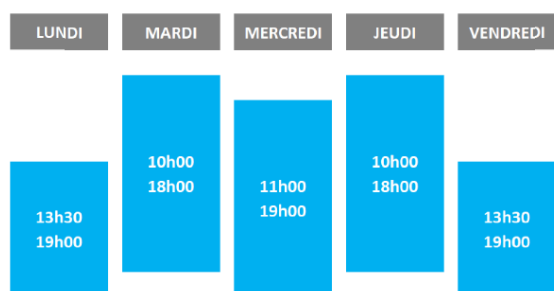 LUNDI
MARDI
MERCREDI
JEUDI
VENDREDI
13h30
19h00
10h00
18h00
11h00
19h00
10h00
18h00
13h30
19h00